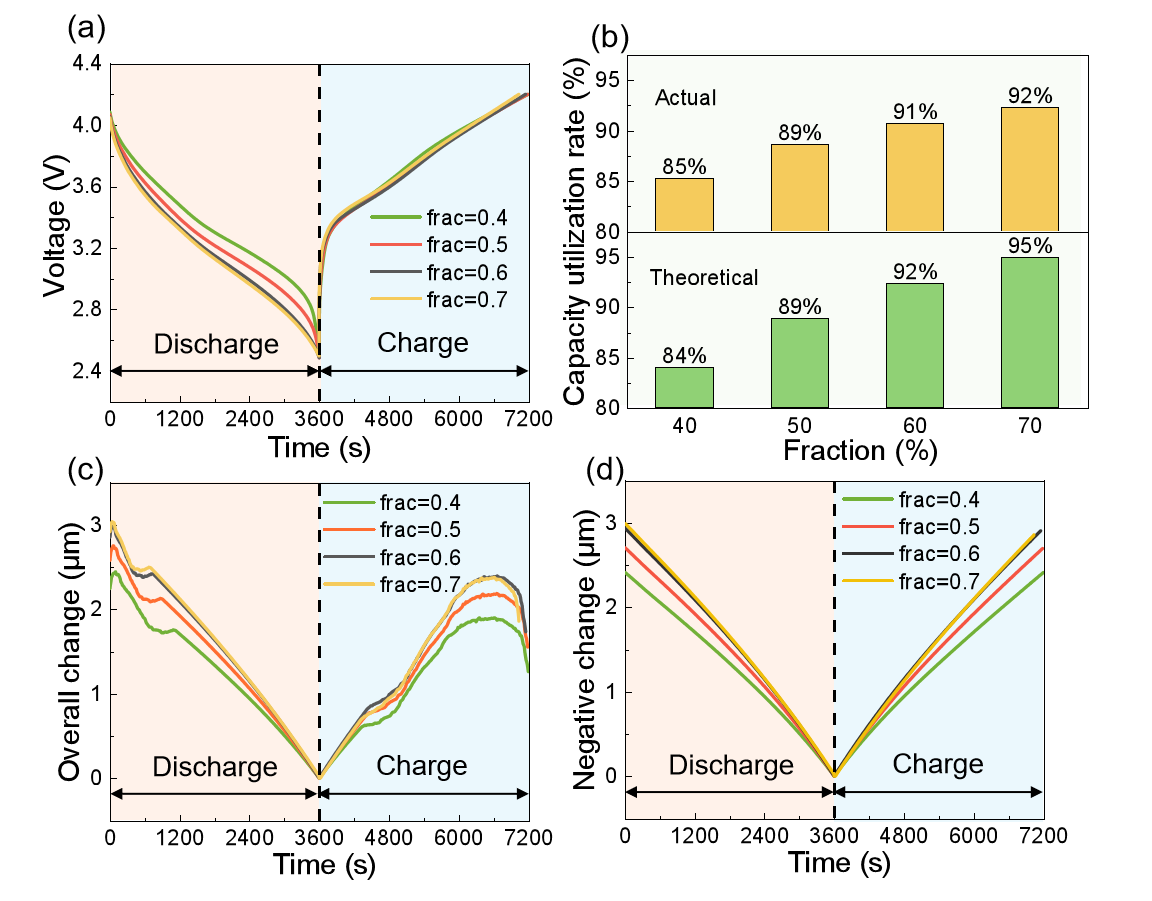 (a)
4.4
4.0
3.6
3.2
2.8
2.4
Voltage (V)
frac=0.4
frac=0.5
frac=0.6
frac=0.7
Discharge
Charge
0 1200 2400 3600 4800 6000 7200
Time (s)
(b)
Capacity utilization rate (%)
95
90
85
80
Actual
85%
89%
91%
92%
95
90
85
80
Theoretical
84%
89%
92%
95%
40 50 60 70
Fraction (%)
(c)
3
2
1
0
Overall change (μm)
frac=0.4
frac=0.5
frac=0.6
frac=0.7
Discharge
Charge
0 1200 2400 3600 4800 6000 7200
Time (s)
(d)
3
2
1
0
Negative change (μm)
frac=0.4
frac=0.5
frac=0.6
frac=0.7
Discharge
Charge
0 1200 2400 3600 4800 6000 7200
Time (s)